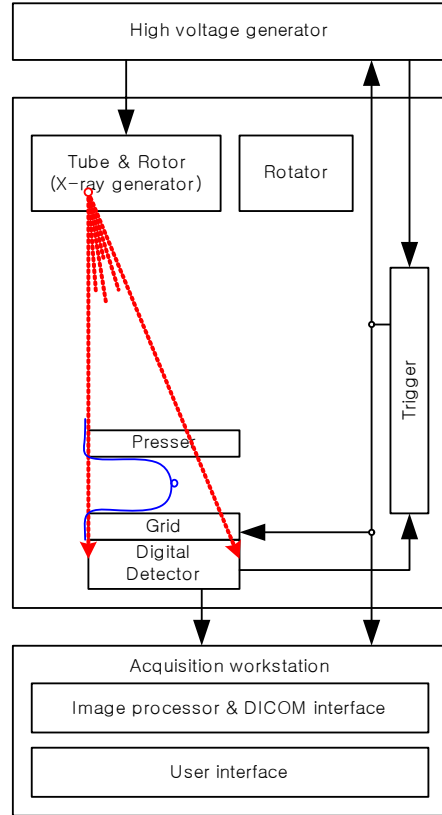 High voltage generator
Tube & Rotor
(X-ray generator)
Rotator
Trigger
Presser
Grid
Digital
Detector
Acquisition workstation
Image processor & DICOM interface
User interface